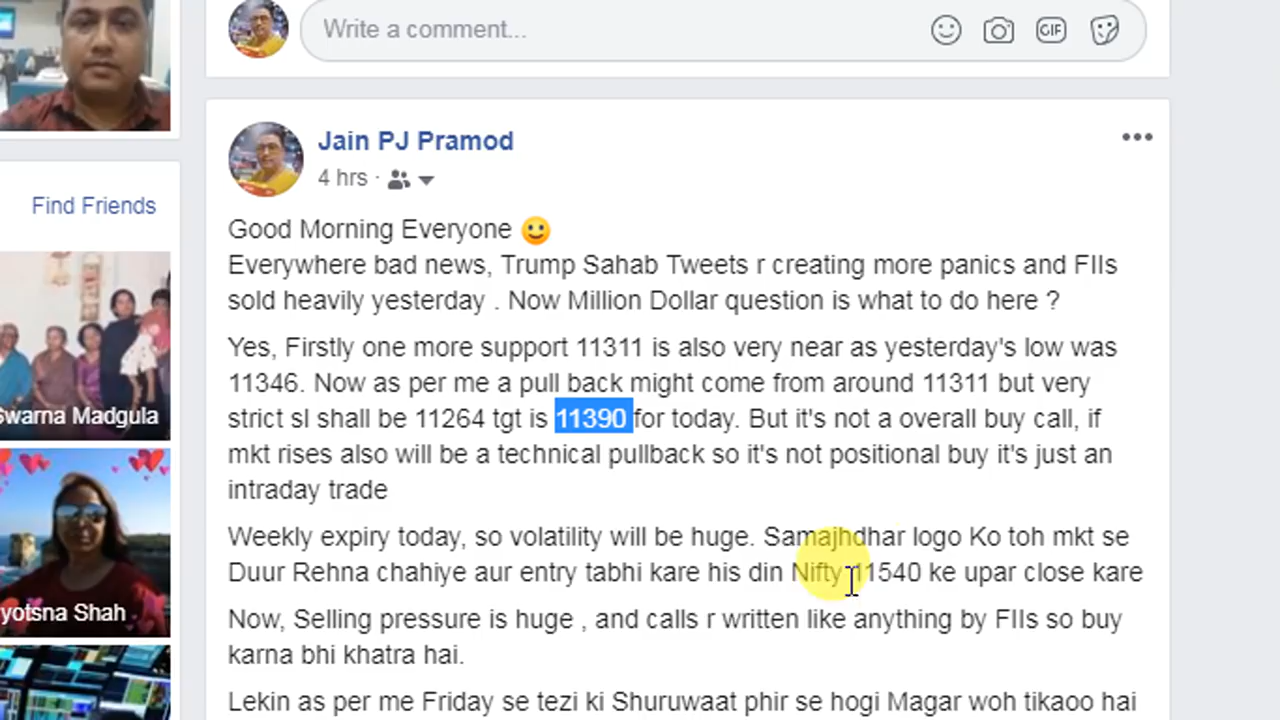 Write a comment...
GIF
Jain PJ Pramod
4 hrs ·
Find Friends
Good Morning Everyone 🙂
Everywhere bad news, Trump Sahab Tweets r creating more panics and FIIs
sold heavily yesterday . Now Million Dollar question is what to do here ?
Yes, Firstly one more support 11311 is also very near as yesterday's low was
11346. Now as per me a pull back might come from around 11311 but very
strict sl shall be 11264 tgt is 11390 for today. But it's not a overall buy call, if
mkt rises also will be a technical pullback so it's not positional buy it's just an
intraday trade
Swarna Madgula
Weekly expiry today, so volatility will be huge. Samajhdhar logo Ko toh mkt se
Duur Rehna chahiye aur entry tabhi kare his din Nifty 11540 ke upar close kare
yotsna Shah
Now, Selling pressure is huge , and calls r written like anything by FIIs so buy
karna bhi khatra hai.
Lekin as per me Friday se tezi ki Shuruwaat phir se hogi Magar woh tikaoo hai